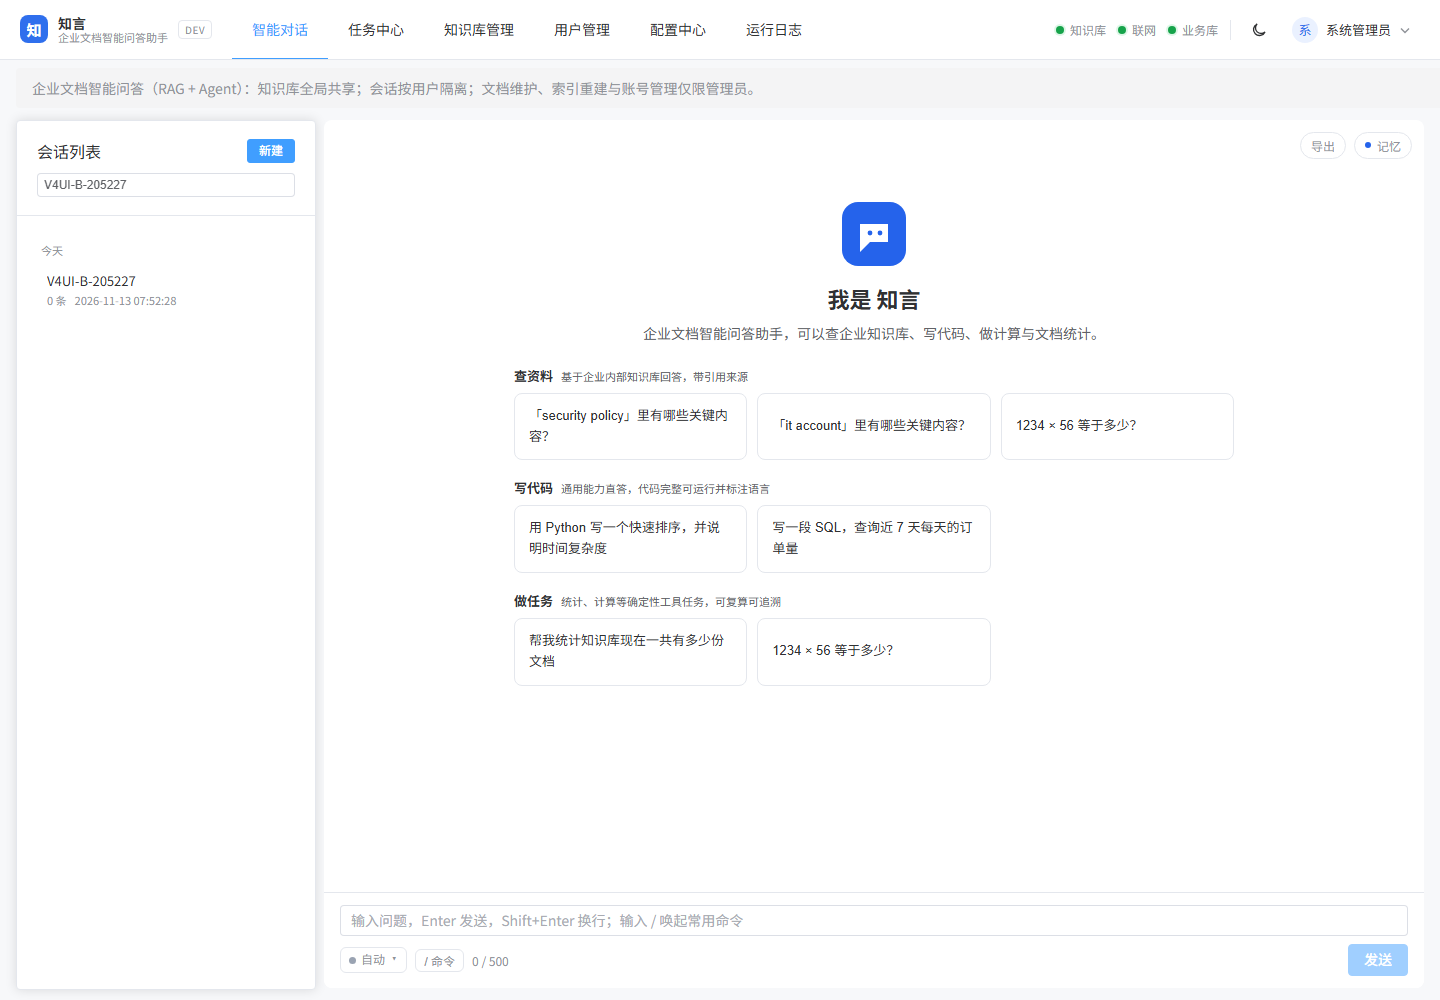 知
知言
企业文档智能问答助手
DEV
智能对话
任务中心
知识库管理
用户管理
配置中心
运行日志
知识库
联网
业务库
系
系统管理员
企业文档智能问答（RAG + Agent）：知识库全局共享；会话按用户隔离；文档维护、索引重建与账号管理仅限管理员。
会话列表
新建
V4UI-B-205227
今天
V4UI-B-205227
0 条 2026-11-13 07:52:28
导出
记忆
我是 知言
企业文档智能问答助手，可以查企业知识库、写代码、做计算与文档统计。
查资料 基于企业内部知识库回答，带引用来源
「security policy」里有哪些关键内
容？
「it account」里有哪些关键内容？
1234 × 56 等于多少？
写代码 通用能力直答，代码完整可运行并标注语言
用 Python 写一个快速排序，并说
明时间复杂度
写一段 SQL，查询近 7 天每天的订
单量
做任务 统计、计算等确定性工具任务，可复算可追溯
帮我统计知识库现在一共有多少份
文档
1234 × 56 等于多少？
输入问题，Enter 发送，Shift+Enter 换行；输入 / 唤起常用命令
自动
/ 命令
0 / 500
发送